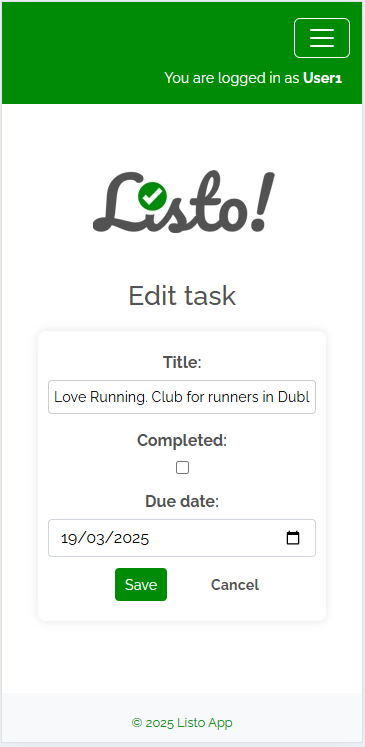 You are logged in as User1
Listo!
Edit task
Title:
Love Running. Club for runners in Dubl
Completed:
Due date:
19/03/2025
Save Cancel
© 2025 Listo App